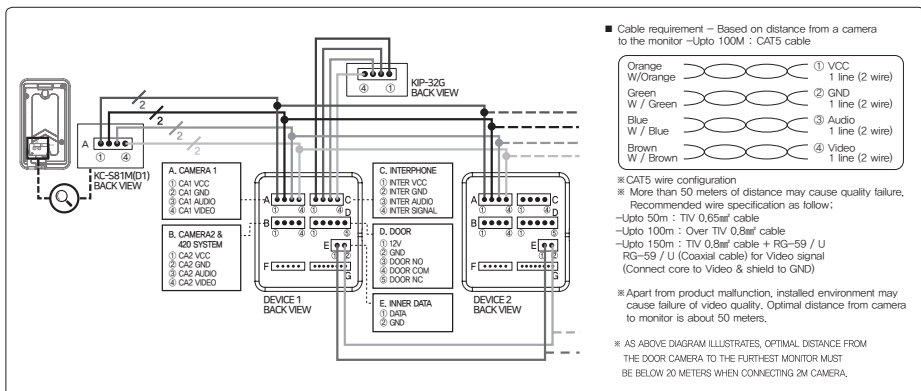 KIP-32G
BACK VIEW
④ ①
2
2
2
2
A
① ④
KC-S81M(D1)
BACK VIEW
A. CAMERA 1
① CA1 VCC
② CA1 GND
③ CA1 AUDIO
④ CA1 VIDEO
B. CAMERA2 &
420 SYSTEM
① CA2 VCC
② CA2 GND
③ CA2 AUDIO
④ CA2 VIDEO
C. INTERPHONE
① INTER VCC
② INTER GND
③ INTER AUDIO
④ INTER SIGNAL
D. DOOR
① 12V
② GND
③ DOOR NO
④ DOOR COM
⑤ DOOR NC
E. INNER DATA
① DATA
② GND
A C
① ④ ① ④
D
B
① ④ ① ⑤
E
① ②
F
G
DEVICE 1
BACK VIEW
A C
① ④ ① ④
D
B
① ④ ① ⑤
E
① ②
F
G
DEVICE 2
BACK VIEW
■ Cable requirement – Based on distance from a camera
to the monitor –Upto 100M : CAT5 cable
Orange ① VCC
W/Orange 1 line (2 wire)
Green ② GND
W / Green 1 line (2 wire)
Blue ③ Audio
W / Blue 1 line (2 wire)
Brown ④ Video
W / Brown 1 line (2 wire)
※CAT5 wire configuration
※ More than 50 meters of distance may cause quality failure.
Recommended wire specification as follow;
–Upto 50m : TIV 0.65㎟ cable
–Upto 100m : Over TIV 0.8㎟ cable
–Upto 150m : TIV 0.8㎟ cable + RG–59 / U
RG–59 / U (Coaxial cable) for Video signal
(Connect core to Video & shield to GND)
※Apart from product malfunction, installed environment may
cause failure of video quality. Optimal distance from camera
to monitor is about 50 meters.
※ AS ABOVE DIAGRAM ILLUSTRATES, OPTIMAL DISTANCE FROM
THE DOOR CAMERA TO THE FURTHEST MONITOR MUST
BE BELOW 20 METERS WHEN CONNECTING 2M CAMERA.